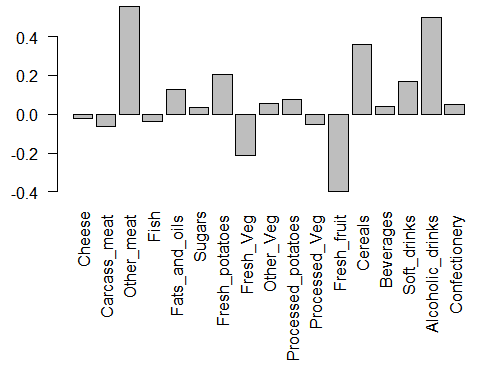 0.4
0.2
0.0
-0.2
-0.4
Cheese
Carcass_meat
Other_meat
Fish
Fats_and_oils
Sugars
Fresh_potatoes
Fresh_Veg
Other_Veg
Processed_potatoes
Processed_Veg
Fresh_fruit
Cereals
Beverages
Soft_drinks
Alcoholic_drinks
Confectionery